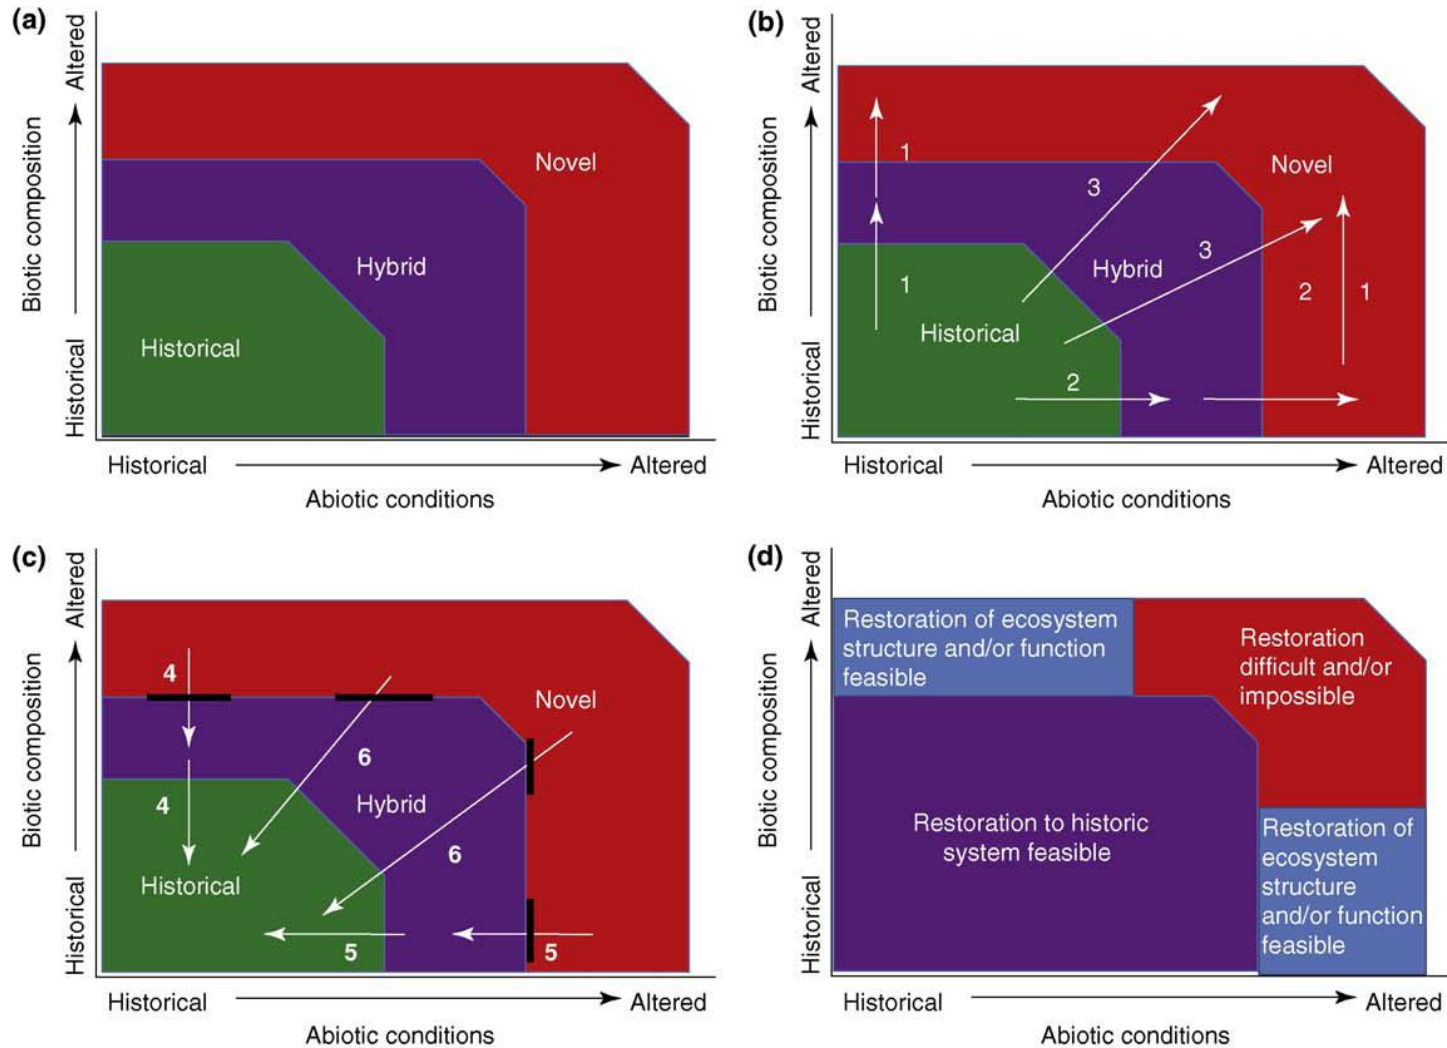 (a)
Altered
Biotic composition
Historical
Novel
Hybrid
Historical
Historical
Altered
Abiotic conditions
(b)
Altered
Biotic composition
Historical
1
3
Novel
3
Hybrid
1
2
1
Historical
2
Historical
Altered
Abiotic conditions
(c)
Altered
Biotic composition
Historical
4
Novel
6
4
Hybrid
6
Historical
5
5
Historical
Altered
Abiotic conditions
(d)
Altered
Biotic composition
Historical
Restoration of ecosystem
structure and/or function
feasible
Restoration
difficult and/or
impossible
Restoration to historic
system feasible
Restoration of
ecosystem
structure
and/or function
feasible
Historical
Altered
Abiotic conditions